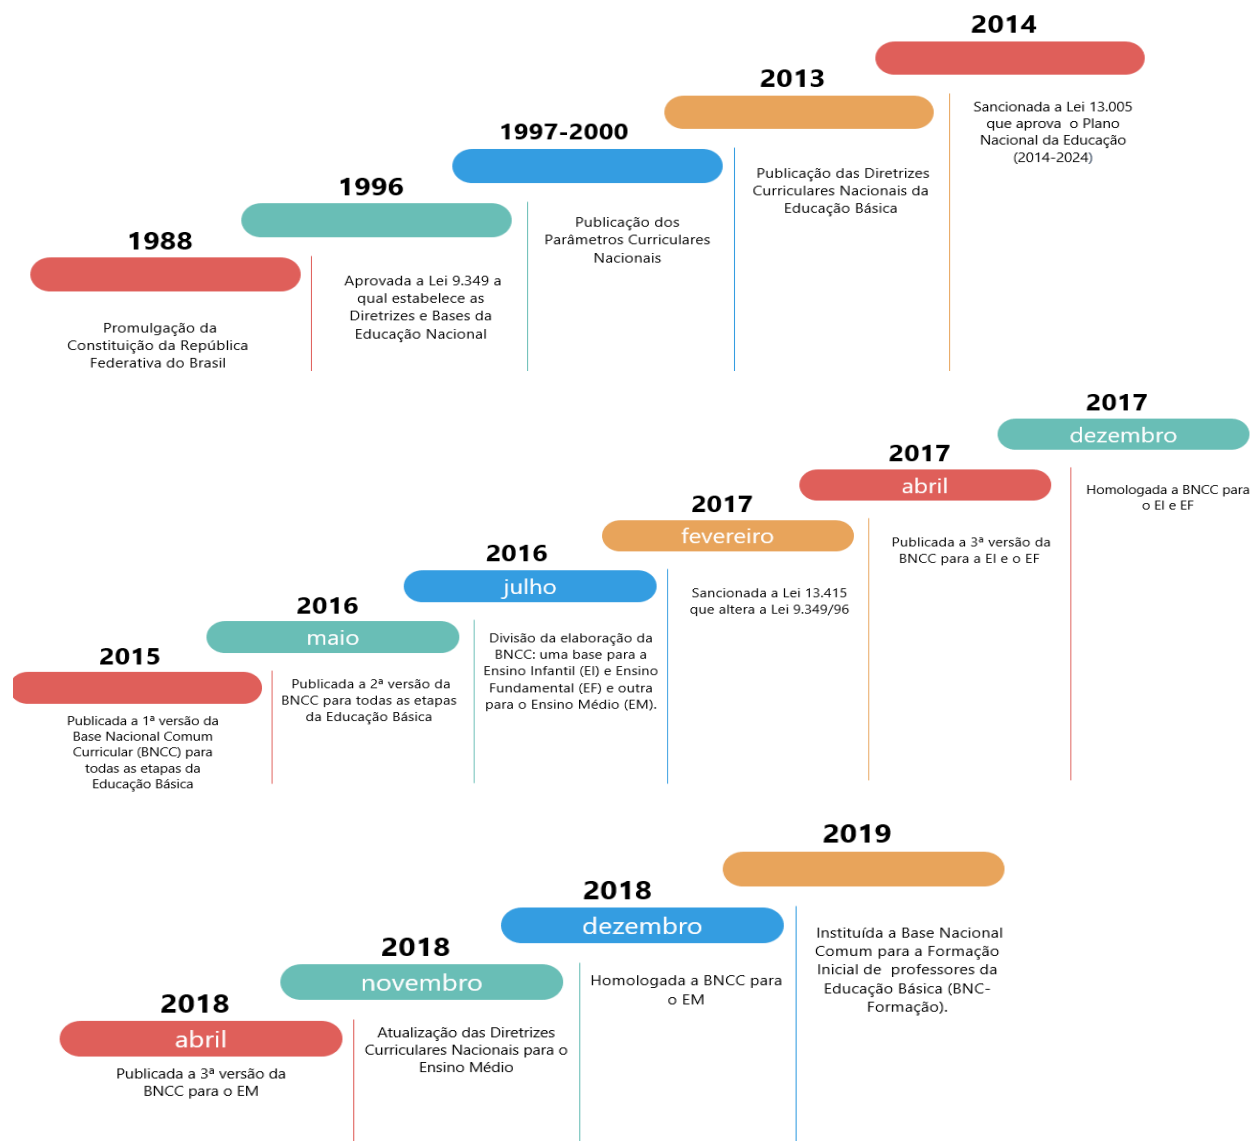 1988
Promulgação da
Constituição da República
Federativa do Brasil
1996
Aprovada a Lei 9.349 a
qual estabelece as
Diretrizes e Bases da
Educação Nacional
1997-2000
Publicação dos
Parâmetros Curriculares
Nacionais
2013
Publicação das Diretrizes
Curriculares Nacionais da
Educação Básica
2014
Sancionada a Lei 13.005
que aprova o Plano
Nacional da Educação
(2014-2024)
2015
Publicada a 1ª versão da
Base Nacional Comum
Curricular (BNCC) para
todas as etapas da
Educação Básica
2016
maio
Publicada a 2ª versão da
BNCC para todas as etapas
da Educação Básica
2016
julho
Divisão da elaboração da
BNCC: uma base para a
Ensino Infantil (EI) e Ensino
Fundamental (EF) e outra
para o Ensino Médio (EM).
2017
fevereiro
Sancionada a Lei 13.415
que altera a Lei 9.349/96
2017
abril
Publicada a 3ª versão da
BNCC para a EI e o EF
2017
dezembro
Homologada a BNCC para
o EI e EF
2018
abril
Publicada a 3ª versão da
BNCC para o EM
2018
novembro
Atualização das Diretrizes
Curriculares Nacionais para o
Ensino Médio
2018
dezembro
Homologada a BNCC para
o EM
2019
Instituída a Base Nacional
Comum para a Formação
Inicial de professores da
Educação Básica (BNC-
Formação).